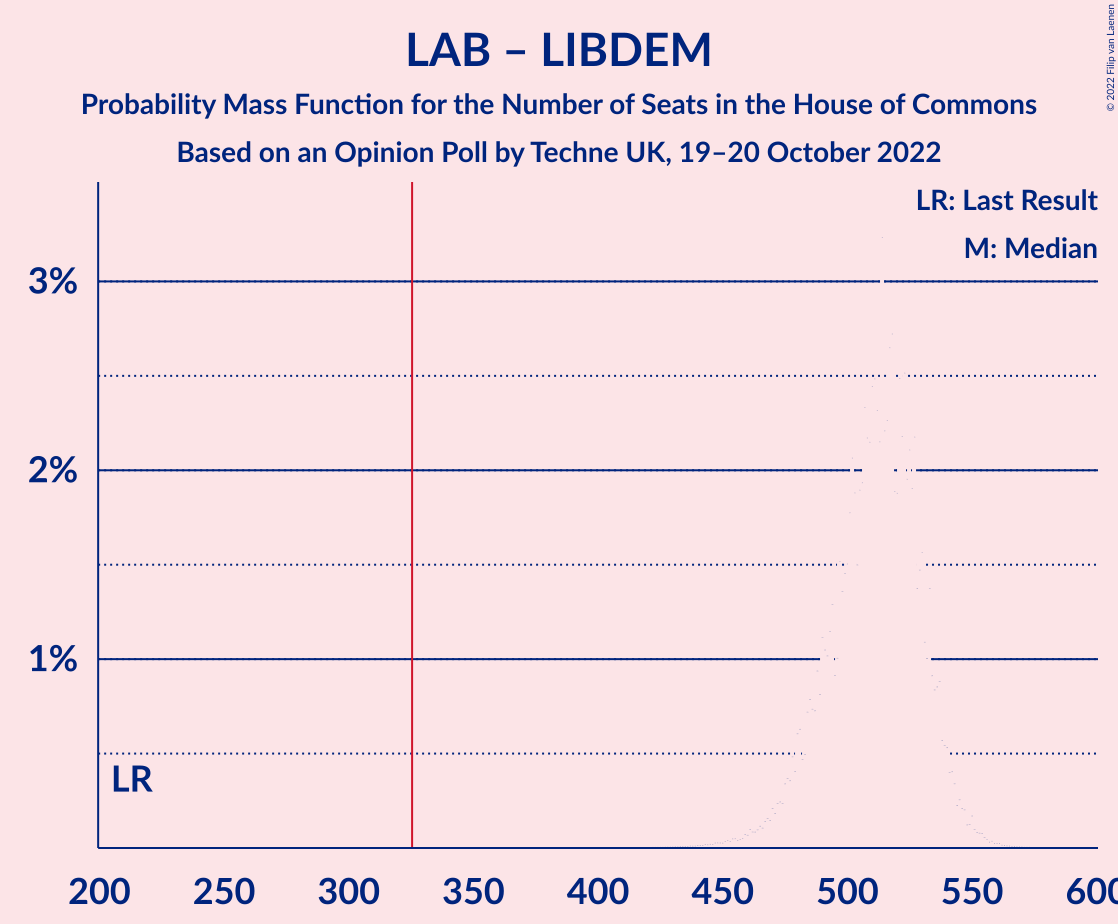 LAB – LIBDEM
Probability Mass Function for the Number of Seats in the House of Commons
Based on an Opinion Poll by Techne UK, 19–20 October 2022
© 2022 Filip van Laenen
LR: Last Result
M: Median
3%
2%
1%
LR
200 250 300 350 400 450 500 550 600